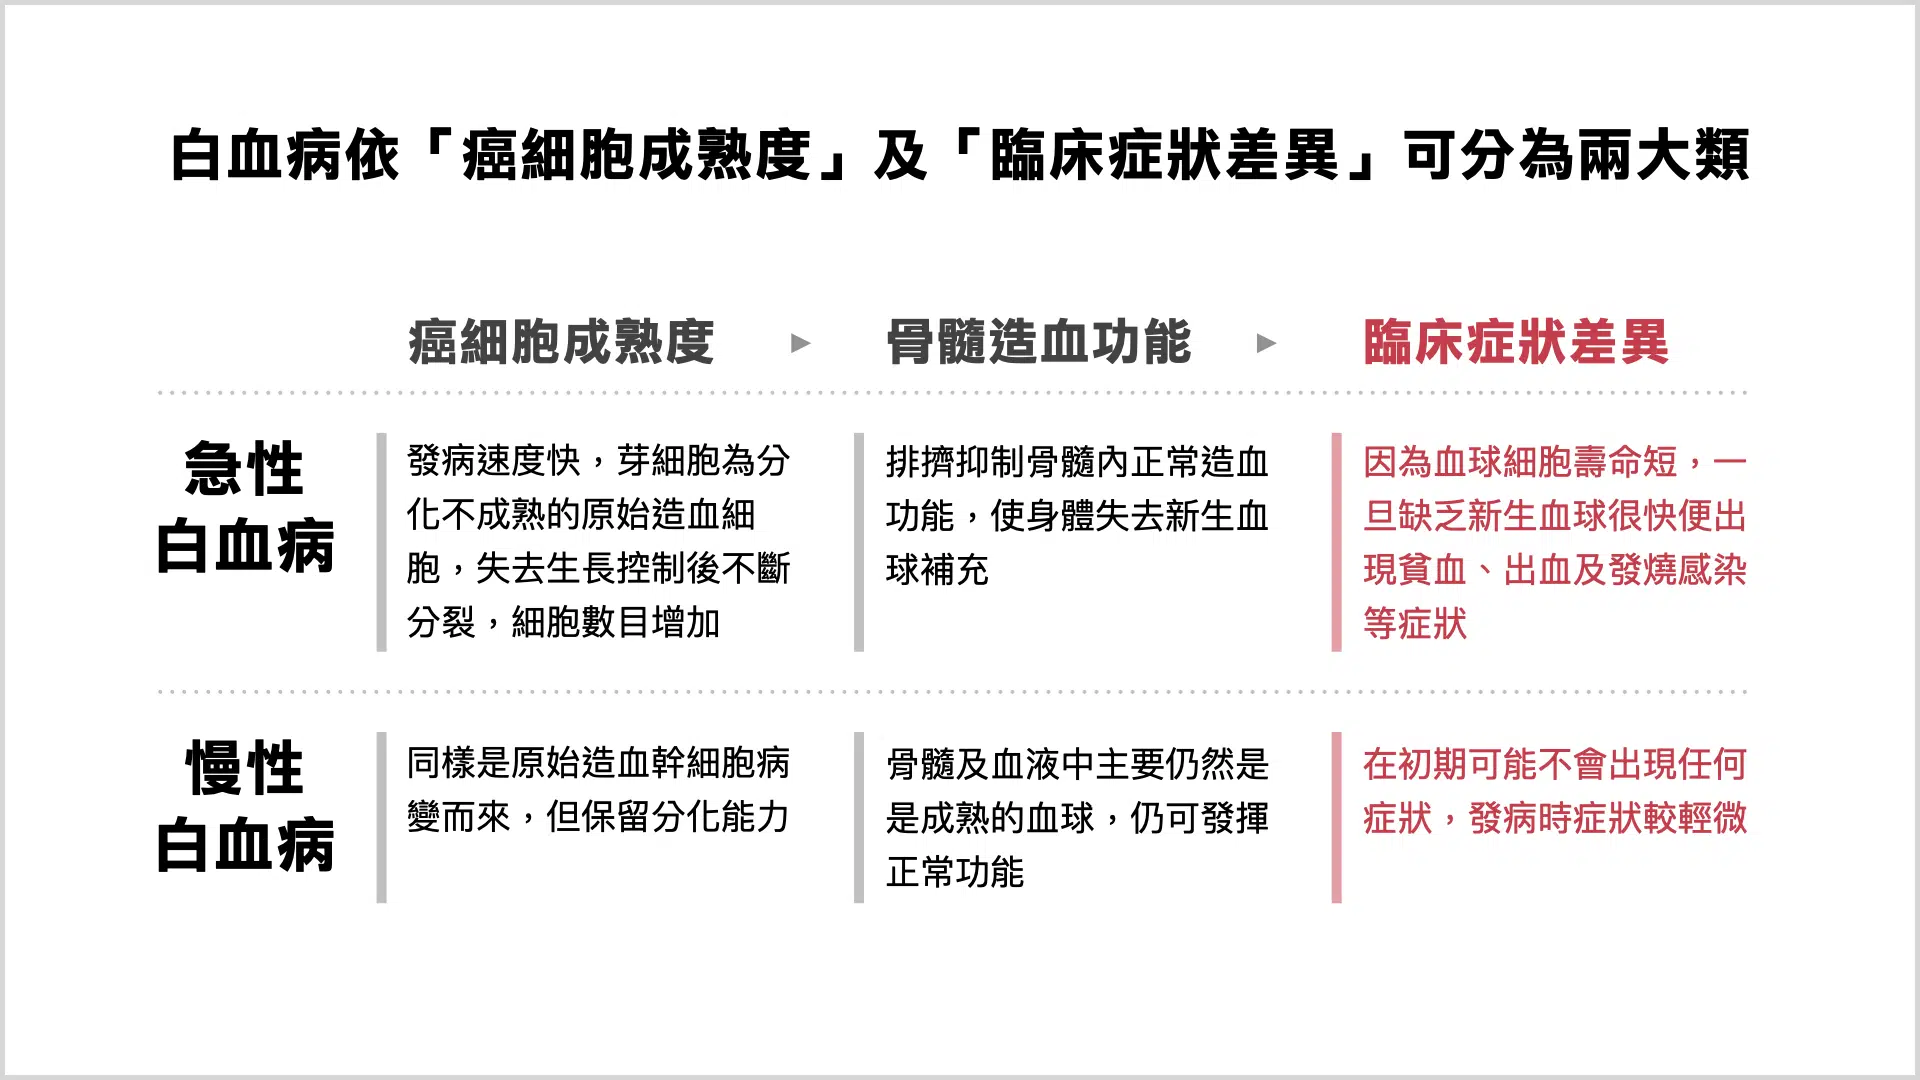 白血病依「癌細胞成熟度」及「臨床症狀差異」可分為兩大類
癌細胞成熟度 ▶ 骨髓造血功能 ▶ 臨床症狀差異
急性
白血病
發病速度快，芽細胞為分
化不成熟的原始造血細
胞，失去生長控制後不斷
分裂，細胞數目增加
排擠抑制骨髓內正常造血
功能，使身體失去新生血
球補充
因為血球細胞壽命短，一
旦缺乏新生血球很快便出
現貧血、出血及發燒感染
等症狀
慢性
白血病
同樣是原始造血幹細胞病
變而來，但保留分化能力
骨髓及血液中主要仍然是
是成熟的血球，仍可發揮
正常功能
在初期可能不會出現任何
症狀，發病時症狀較輕微